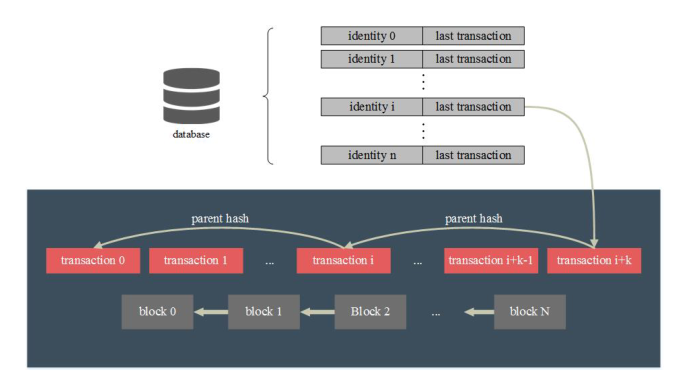 identity 0 last transaction
identity 1 last transaction
⋮
identity i last transaction
⋮
identity n last transaction
database
parent hash parent hash
transaction 0 transaction 1 ... transaction i ... transaction i+k-1 transaction i+k
block 0 block 1 Block 2 ... block N